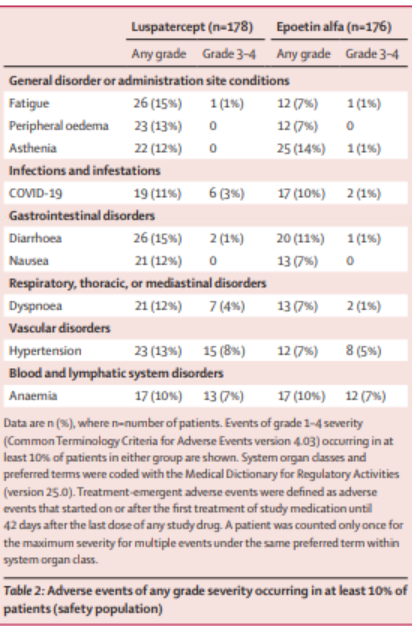 Luspatercept (n=178) Epoetin alfa (n=176)
Any grade Grade 3–4 Any grade Grade 3–4
General disorder or administration site conditions
Fatigue 26 (15%) 1 (1%) 12 (7%) 1 (1%)
Peripheral oedema 23 (13%) 0 12 (7%) 0
Asthenia 22 (12%) 0 25 (14%) 1 (1%)
Infections and infestations
COVID-19 19 (11%) 6 (3%) 17 (10%) 2 (1%)
Gastrointestinal disorders
Diarrhoea 26 (15%) 2 (1%) 20 (11%) 1 (1%)
Nausea 21 (12%) 0 13 (7%) 0
Respiratory, thoracic, or mediastinal disorders
Dyspnoea 21 (12%) 7 (4%) 13 (7%) 2 (1%)
Vascular disorders
Hypertension 23 (13%) 15 (8%) 12 (7%) 8 (5%)
Blood and lymphatic system disorders
Anaemia 17 (10%) 13 (7%) 17 (10%) 12 (7%)
Data are n (%), where n=number of patients. Events of grade 1–4 severity
(Common Terminology Criteria for Adverse Events version 4.03) occurring in at
least 10% of patients in either group are shown. System organ classes and
preferred terms were coded with the Medical Dictionary for Regulatory Activities
(version 25.0). Treatment-emergent adverse events were defined as adverse
events that started on or after the first treatment of study medication until
42 days after the last dose of any study drug. A patient was counted only once for
the maximum severity for multiple events under the same preferred term within
system organ class.
Table 2: Adverse events of any grade severity occurring in at least 10% of
patients (safety population)